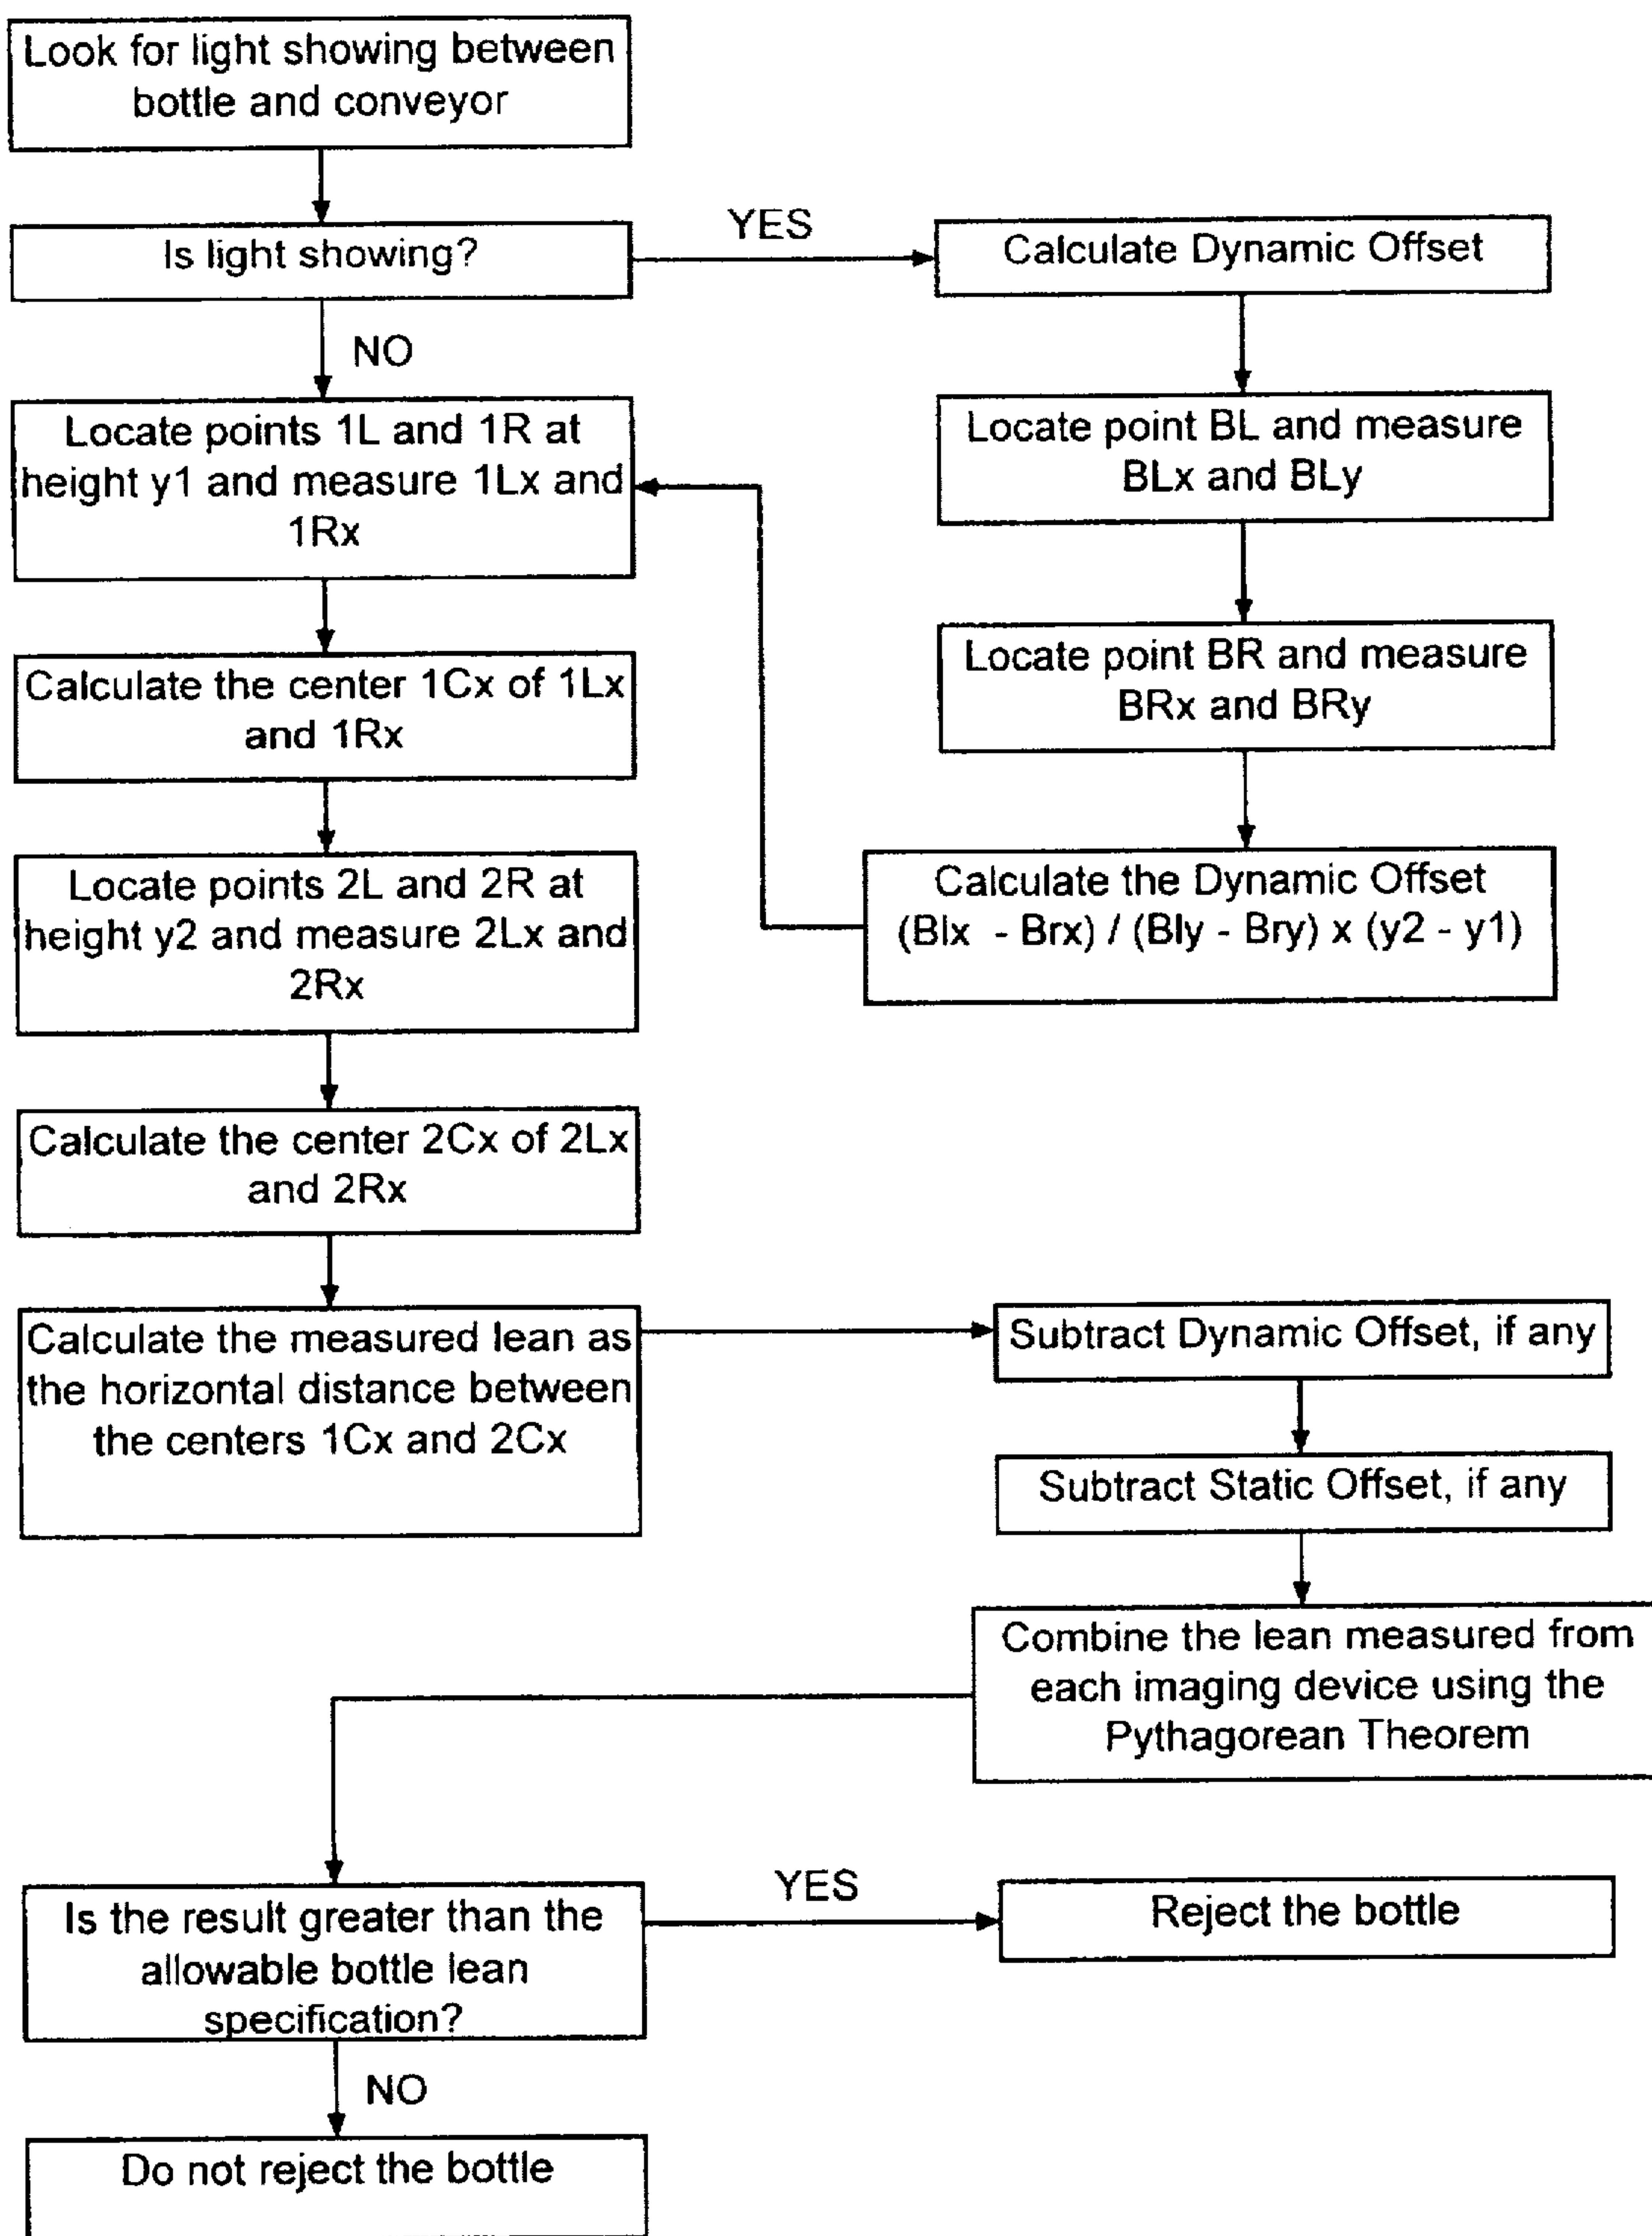 Look for light showing between
bottle and conveyor
Is light showing?
YES
Calculate Dynamic Offset
NO
Locate points 1L and 1R at
height y1 and measure 1Lx and
1Rx
Locate point BL and measure
BLx and BLy
Locate point BR and measure
BRx and BRy
Calculate the center 1Cx of 1Lx
and 1Rx
Calculate the Dynamic Offset
(Blx - Brx) / (Bly - Bry) x (y2 - y1)
Locate points 2L and 2R at
height y2 and measure 2Lx and
2Rx
Calculate the center 2Cx of 2Lx
and 2Rx
Calculate the measured lean as
the horizontal distance between
the centers 1Cx and 2Cx
Subtract Dynamic Offset, if any
Subtract Static Offset, if any
Combine the lean measured from
each imaging device using the
Pythagorean Theorem
Is the result greater than the
allowable bottle lean
specification?
YES
Reject the bottle
NO
Do not reject the bottle